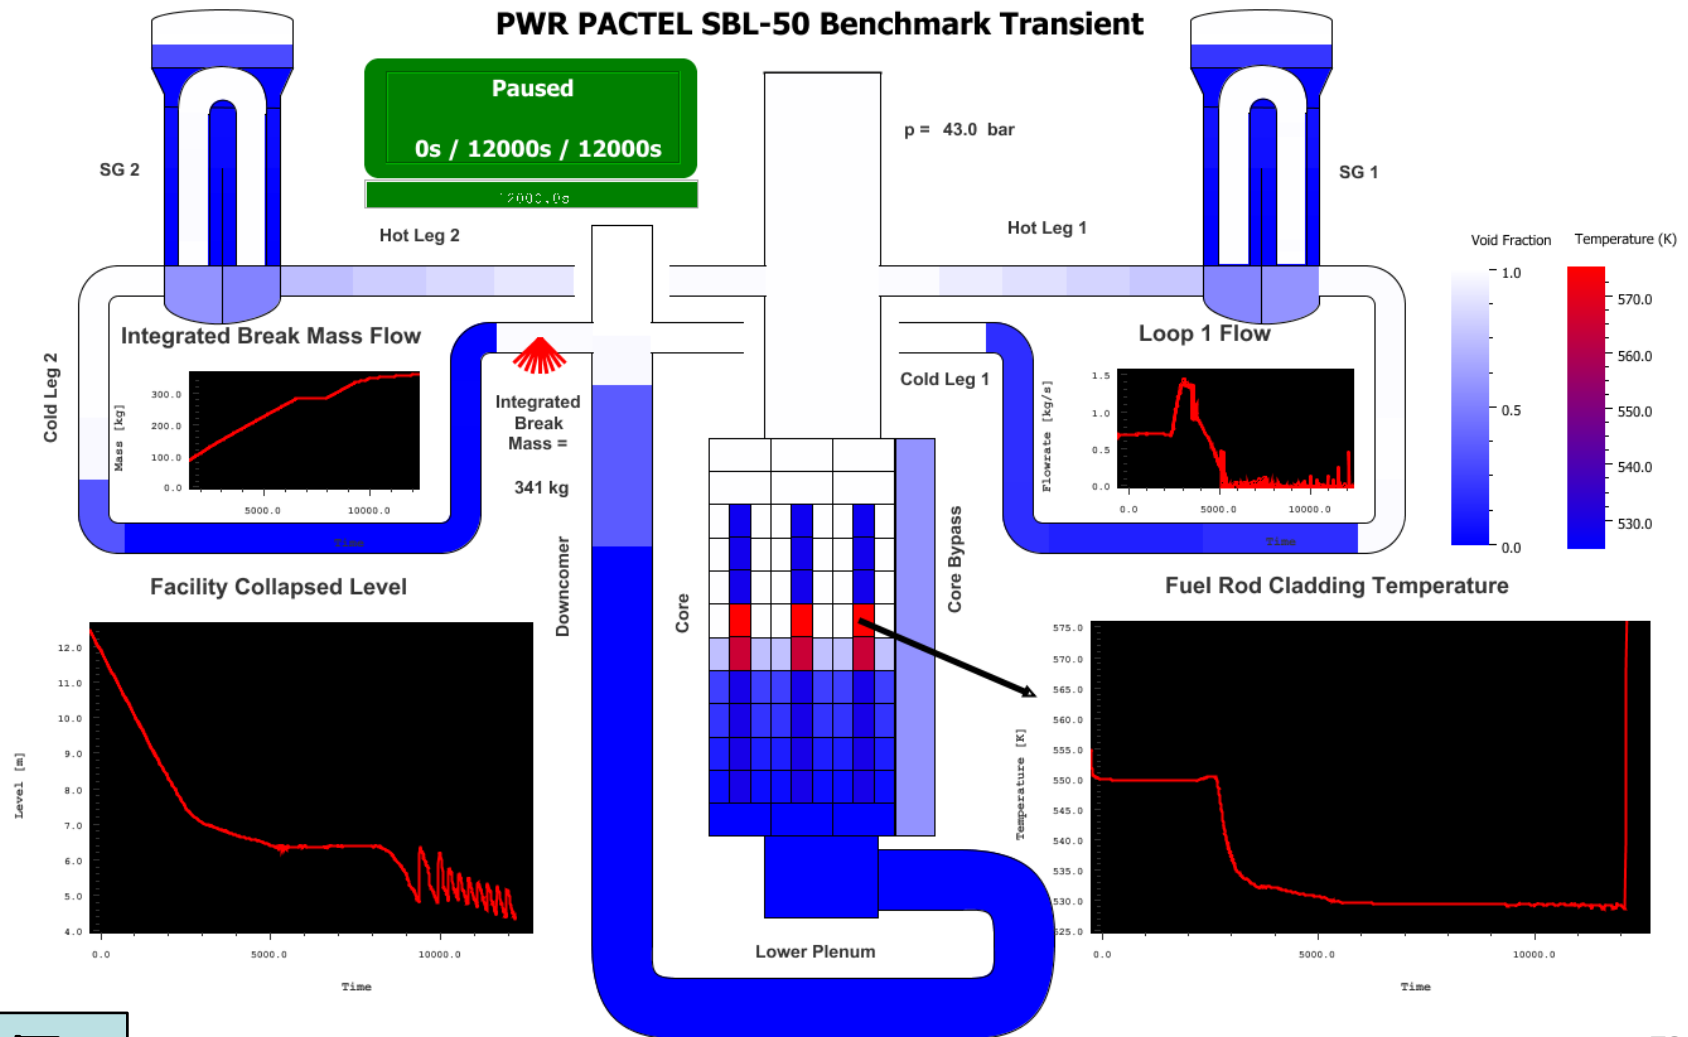 PWR PACTEL SBL-50 Benchmark Transient
Paused
0s / 12000s / 12000s
12000.0s
p = 43.0 bar
SG 2
SG 1
Hot Leg 2
Hot Leg 1
Void Fraction
Temperature (K)
1.0
0.5
0.0
570.0
560.0
550.0
540.0
530.0
Cold Leg 2
Integrated Break Mass Flow
Mass [kg]
300.0
200.0
100.0
0.0
5000.0
10000.0
Time
Integrated
Break
Mass =
341 kg
Cold Leg 1
Loop 1 Flow
Flowrate [kg/s]
1.5
1.0
0.5
0.0
0.0
5000.0
10000.0
Time
Downcomer
Core
Core Bypass
Lower Plenum
Facility Collapsed Level
Level [m]
12.0
11.0
10.0
9.0
8.0
7.0
6.0
5.0
4.0
0.0
5000.0
10000.0
Time
Fuel Rod Cladding Temperature
Temperature [K]
575.0
570.0
565.0
560.0
555.0
550.0
545.0
540.0
535.0
530.0
525.0
0.0
5000.0
10000.0
Time